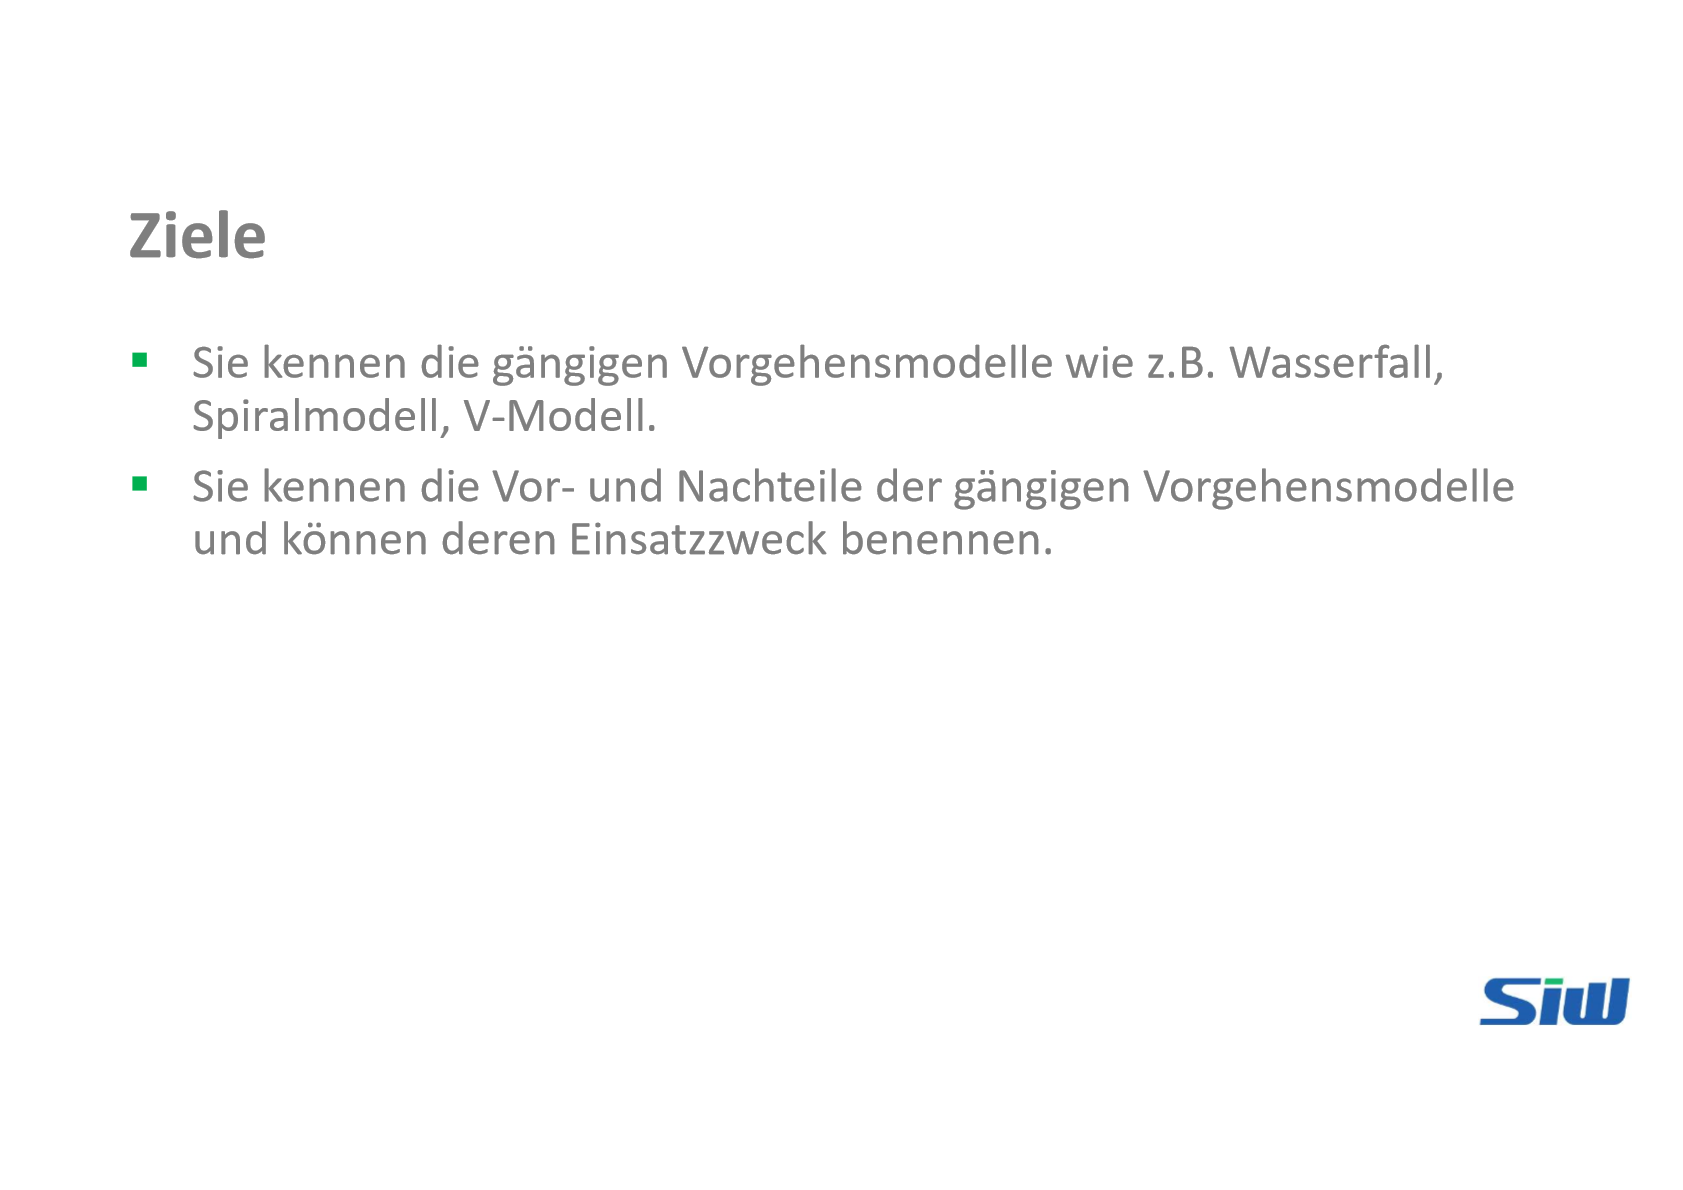 Ziele
▪ Sie kennen die gängigen Vorgehensmodelle wie z.B. Wasserfall,
Spiralmodell, V-Modell.
▪ Sie kennen die Vor- und Nachteile der gängigen Vorgehensmodelle
und können deren Einsatzzweck benennen.
Siw